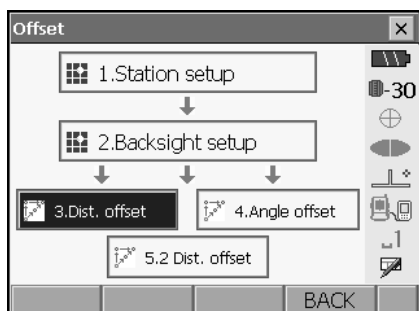 Offset
1.Station setup
-30
2.Backsight setup
3.Dist. offset
4.Angle offset
5.2 Dist. offset
1
BACK